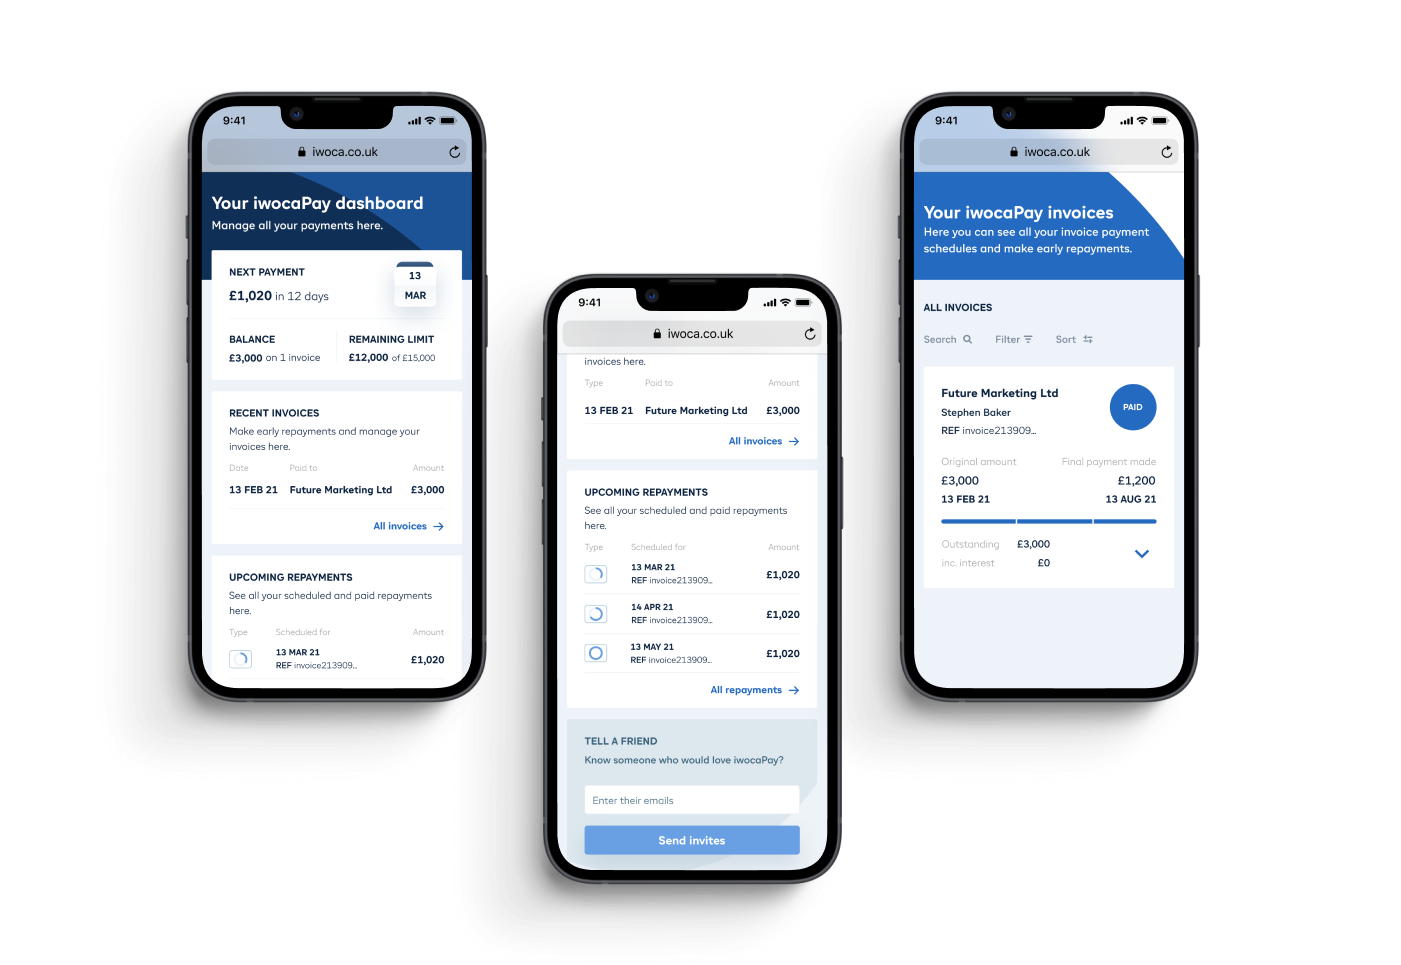 9:41
iwoca.co.uk
Your iwocaPay dashboard
Manage all your payments here.
NEXT PAYMENT
£1,020 in 12 days
13
MAR
BALANCE
£3,000 on 1 invoice
REMAINING LIMIT
£12,000 of £15,000
RECENT INVOICES
Make early repayments and manage your
invoices here.
Date Paid to Amount
13 FEB 21 Future Marketing Ltd £3,000
All invoices
UPCOMING REPAYMENTS
See all your scheduled and paid repayments
here.
Type Scheduled for Amount
13 MAR 21
REF invoice213909...
£1,020
9:41
iwoca.co.uk
invoices here.
Type Paid to Amount
13 FEB 21 Future Marketing Ltd £3,000
All invoices
UPCOMING REPAYMENTS
See all your scheduled and paid repayments
here.
Type Scheduled for Amount
13 MAR 21
REF invoice213909...
£1,020
14 APR 21
REF invoice213909...
£1,020
13 MAY 21
REF invoice213909...
£1,020
All repayments
TELL A FRIEND
Know someone who would love iwocaPay?
Enter their emails
Send invites
9:41
iwoca.co.uk
Your iwocaPay invoices
Here you can see all your invoice payment
schedules and make early repayments.
ALL INVOICES
Search Filter Sort
Future Marketing Ltd
Stephen Baker
REF invoice213909...
PAID
Original amount Final payment made
£3,000 £1,200
13 FEB 21 13 AUG 21
Outstanding £3,000
inc. interest £0